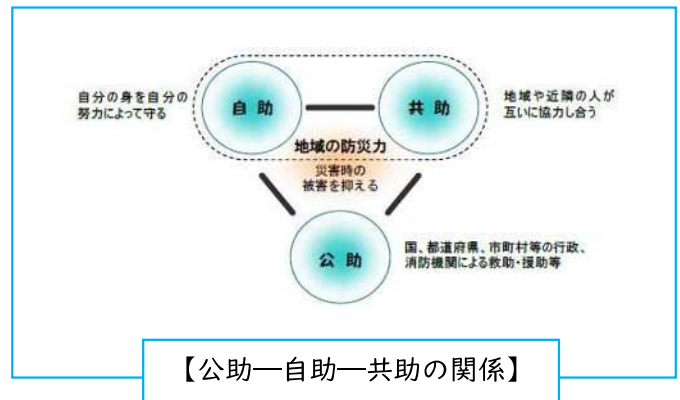 自分の身を自分の
努力によって守る
自助
共助
地域や近隣の人が
互いに協力し合う
地域の防災力
災害時の
被害を抑える
公助
国、都道府県、市町村等の行政、
消防機関による救助・援助等
【公助―自助―共助の関係】